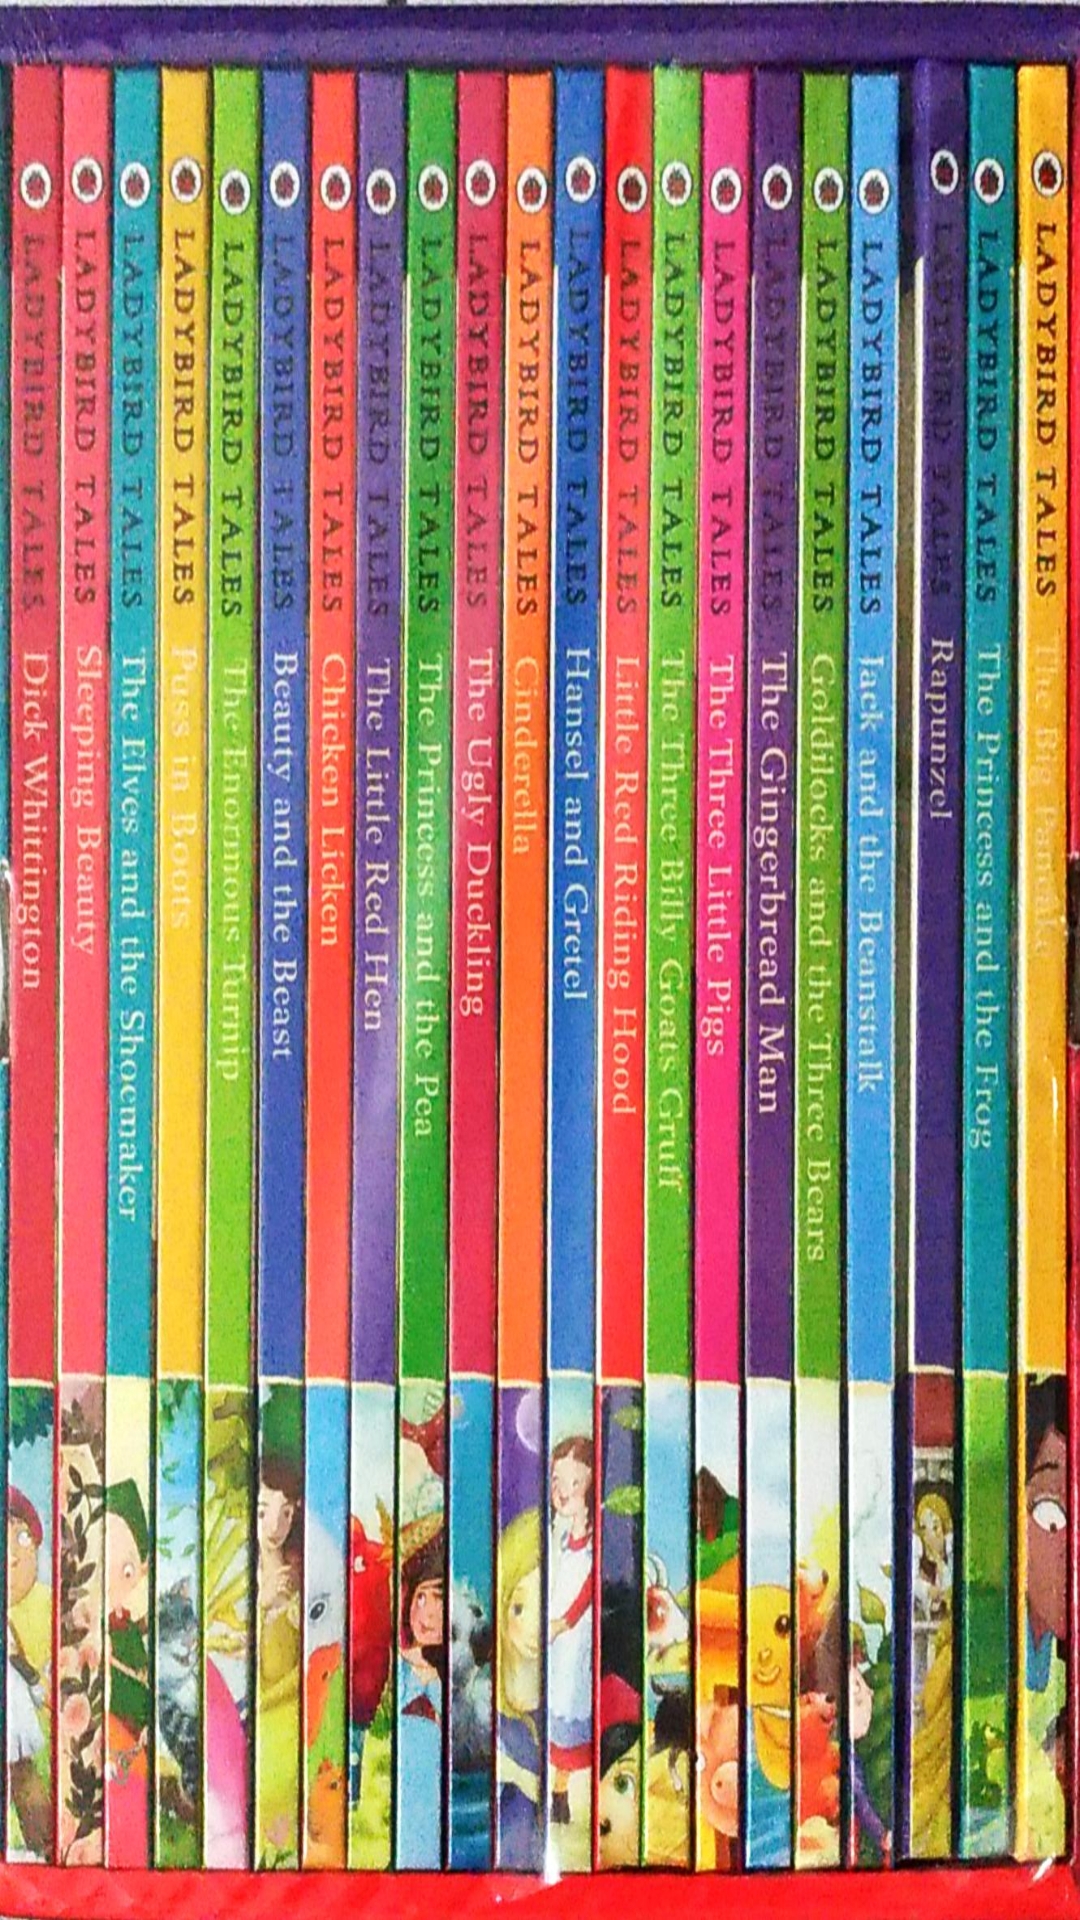 LADYBIRD TALES Dick Whittington
LADYBIRD TALES Sleeping Beauty
LADYBIRD TALES The Elves and the Shoemaker
LADYBIRD TALES Puss in Boots
LADYBIRD TALES The Enormous Turnip
LADYBIRD TALES Beauty and the Beast
LADYBIRD TALES Chicken Licken
LADYBIRD TALES The Little Red Hen
LADYBIRD TALES The Princess and the Pea
LADYBIRD TALES The Ugly Duckling
LADYBIRD TALES Cinderella
LADYBIRD TALES Hansel and Gretel
LADYBIRD TALES Little Red Riding Hood
LADYBIRD TALES The Three Billy Goats Gruff
LADYBIRD TALES The Three Little Pigs
LADYBIRD TALES The Gingerbread Man
LADYBIRD TALES Goldilocks and the Three Bears
LADYBIRD TALES Jack and the Beanstalk
LADYBIRD TALES Rapunzel
LADYBIRD TALES The Princess and the Frog
LADYBIRD TALES The Big Pancake